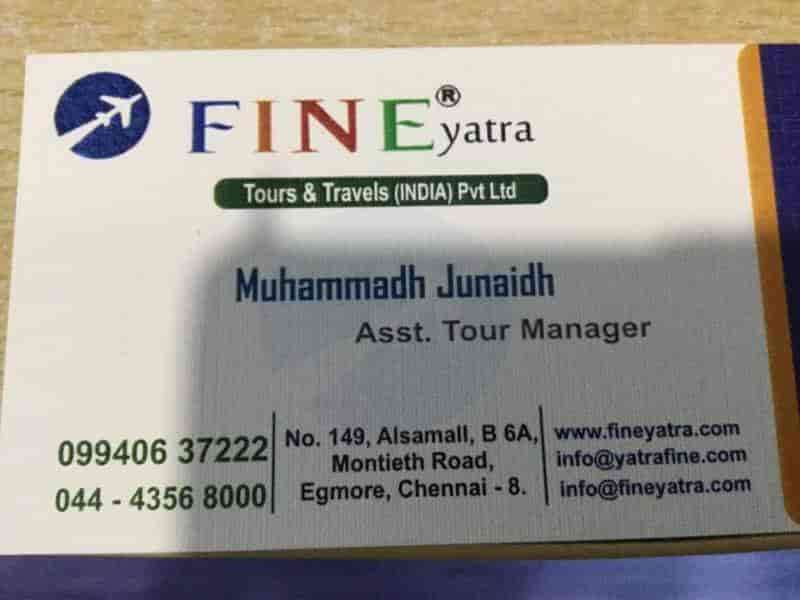 FINE® yatra
Tours & Travels (INDIA) Pvt Ltd
Muhammadh Junaidh
Asst. Tour Manager
099406 37222
044 - 4356 8000
No. 149, Alsamall, B 6A,
Montieth Road,
Egmore, Chennai - 8.
www.fineyatra.com
info@yatrafine.com
info@fineyatra.com